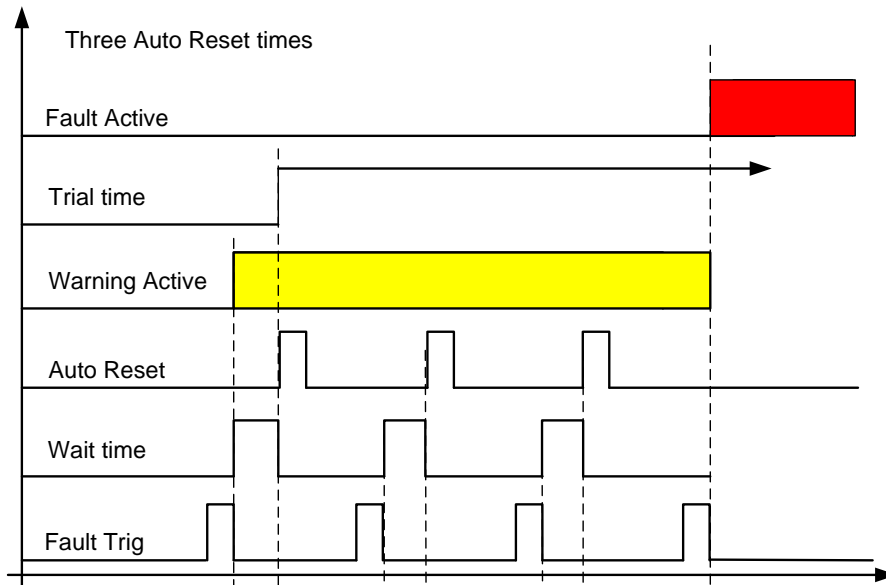 Three Auto Reset times
Fault Active
Trial time
Warning Active
Auto Reset
Wait time
Fault Trig